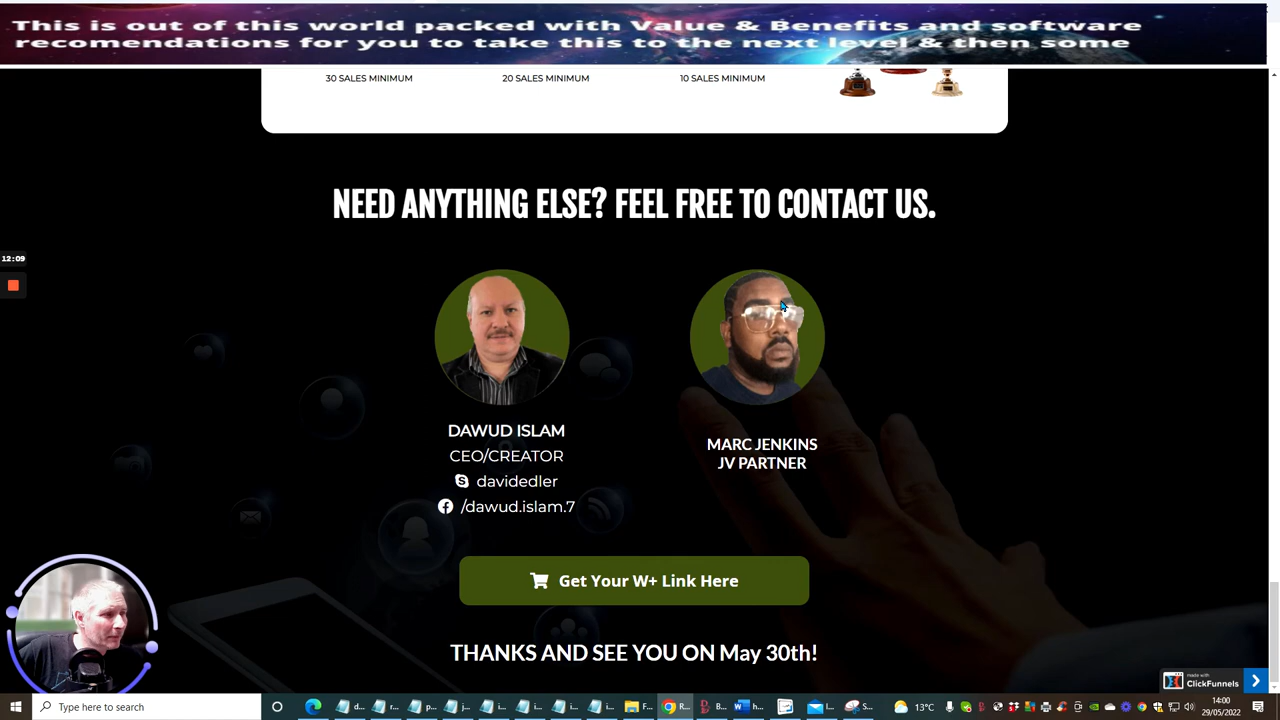 This is out of this world packed with Value & Benefits and software
recomendations for you to take this to the next level & then some
30 SALES MINIMUM
20 SALES MINIMUM
10 SALES MINIMUM
NEED ANYTHING ELSE? FEEL FREE TO CONTACT US.
12:09
DAWUD ISLAM
CEO/CREATOR
davidedler
/dawud.islam.7
MARC JENKINS
JV PARTNER
Get Your W+ Link Here
THANKS AND SEE YOU ON May 30th!
made with
ClickFunnels
Type here to search
13°C
14:00
29/05/2022